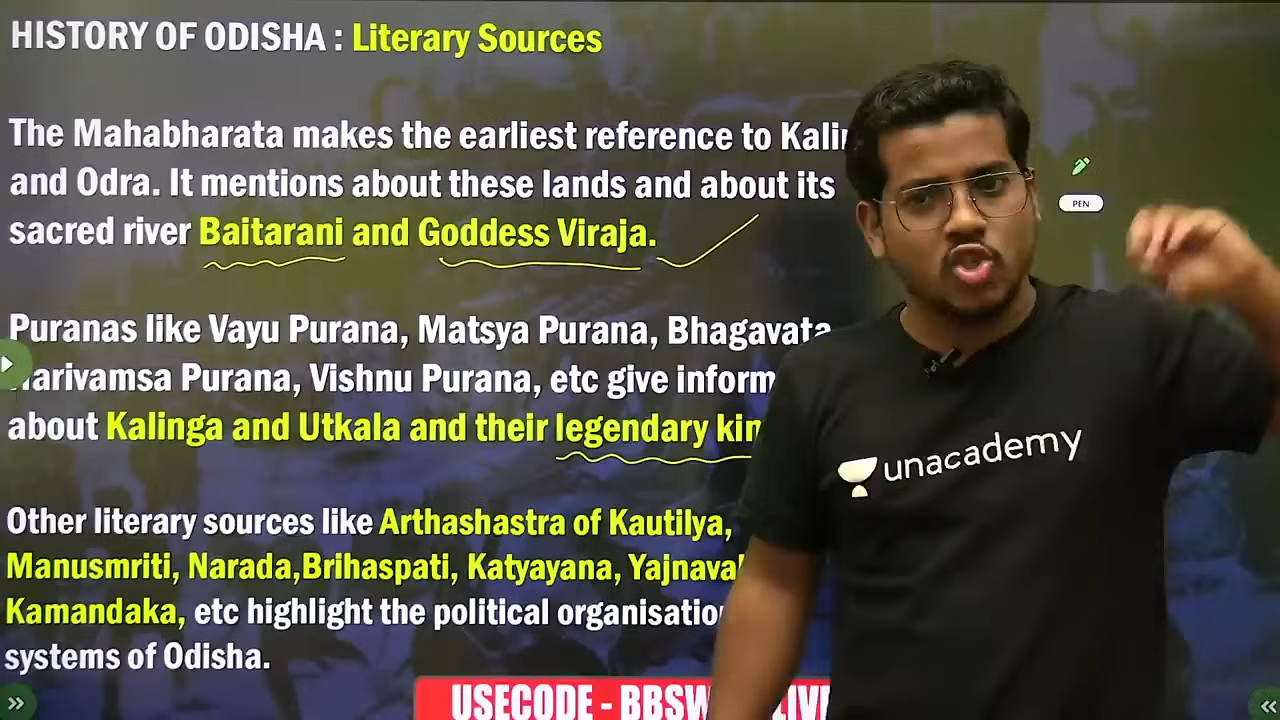 HISTORY OF ODISHA : Literary Sources
The Mahabharata makes the earliest reference to
and Odra. It mentions about these lands and about its
sacred river Baitarani and Goddess Viraja.
PEN
Puranas like Vayu Purana, Matsya Purana, Bhagavata
Purana, Vishnu Purana, etc give
about Kalinga and Utkala and their legendary
unacademy
Other literary sources like Arthashastra of Kautilya,
Manusmriti, Narada,Brihaspati, Katyayana,
Kamandaka, etc highlight the political
systems of Odisha.
USECODE -